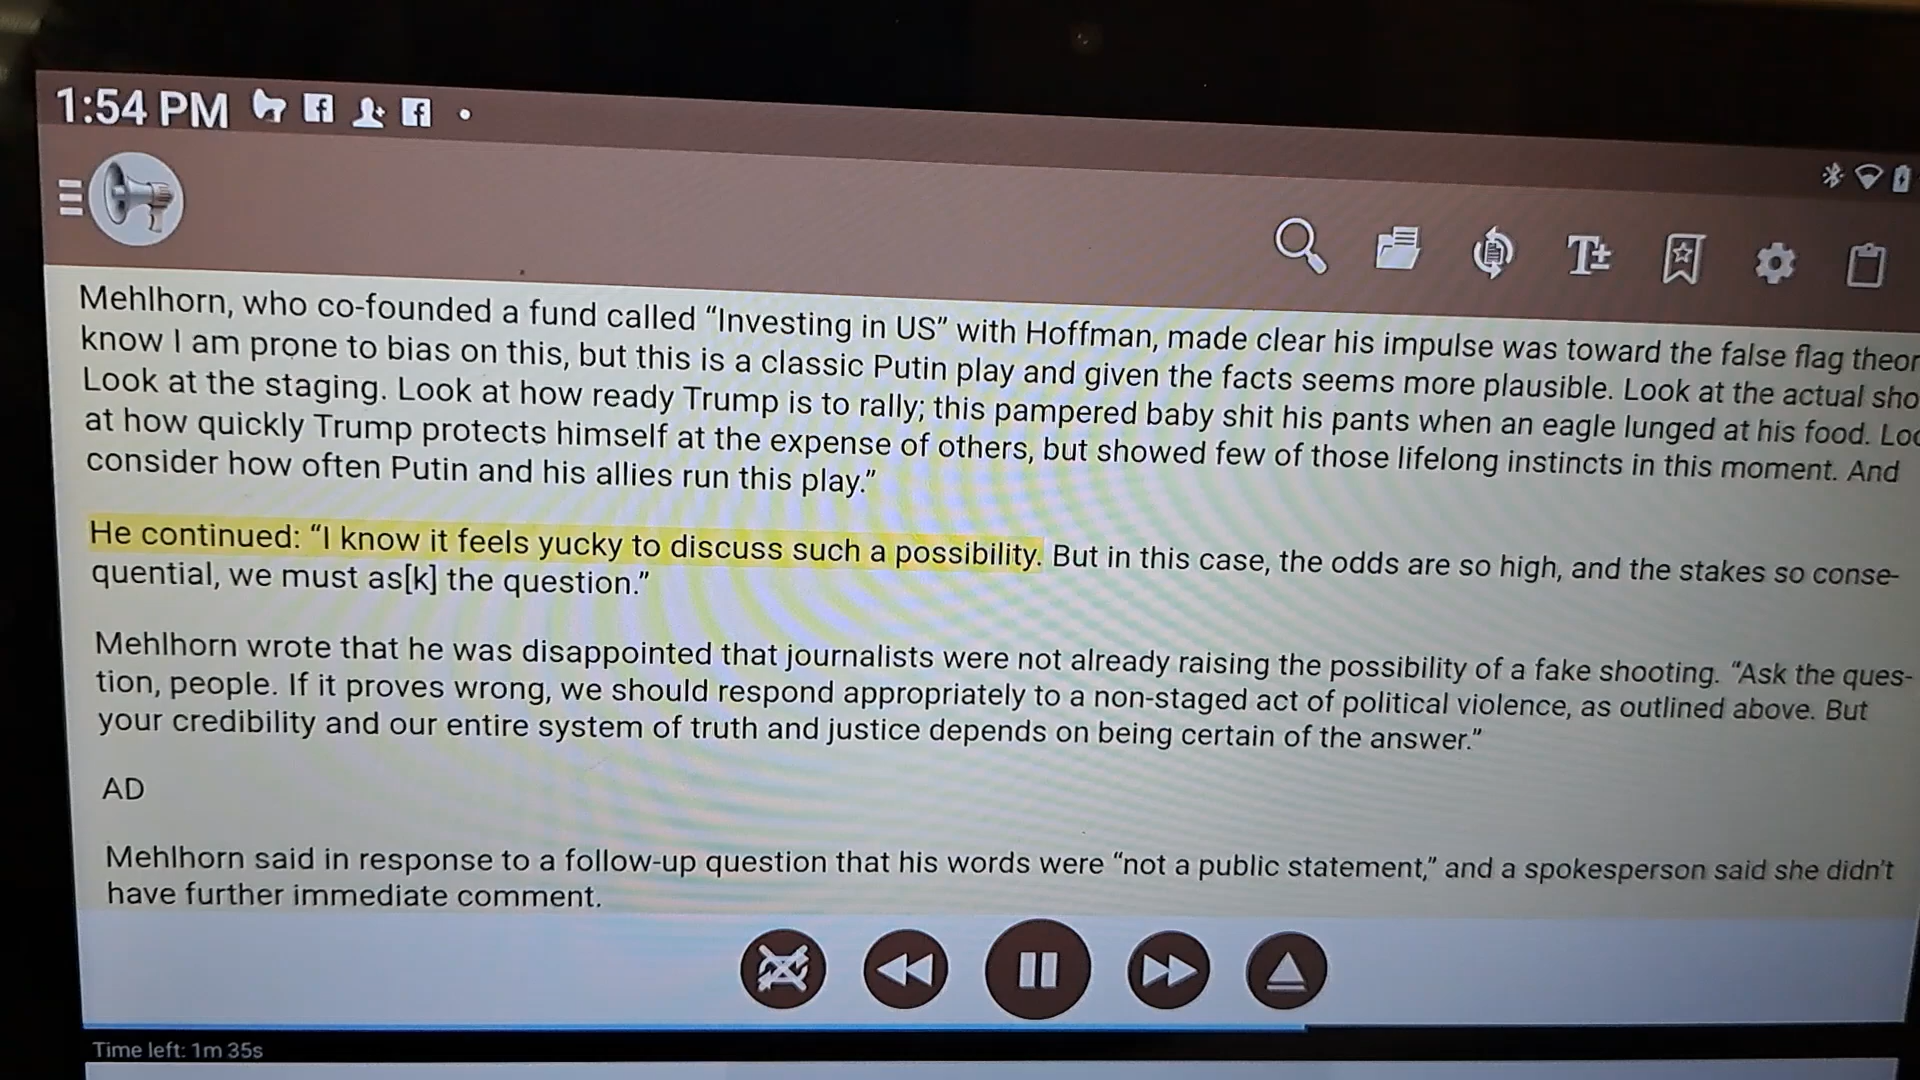 1:54 PM
Mehlhorn, who co-founded a fund called “Investing in US” with Hoffman, made clear his impulse was toward the false flag theor
know I am prone to bias on this, but this is a classic Putin play and given the facts seems more plausible. Look at the actual sho
Look at the staging. Look at how ready Trump is to rally; this pampered baby shit his pants when an eagle lunged at his food. Loo
at how quickly Trump protects himself at the expense of others, but showed few of those lifelong instincts in this moment. And
consider how often Putin and his allies run this play.”
He continued: “I know it feels yucky to discuss such a possibility. But in this case, the odds are so high, and the stakes so conse-
quential, we must as[k] the question.”
Mehlhorn wrote that he was disappointed that journalists were not already raising the possibility of a fake shooting. “Ask the ques-
tion, people. If it proves wrong, we should respond appropriately to a non-staged act of political violence, as outlined above. But
your credibility and our entire system of truth and justice depends on being certain of the answer.”
AD
Mehlhorn said in response to a follow-up question that his words were “not a public statement,” and a spokesperson said she didn’t
have further immediate comment.
Time left: 1m 35s